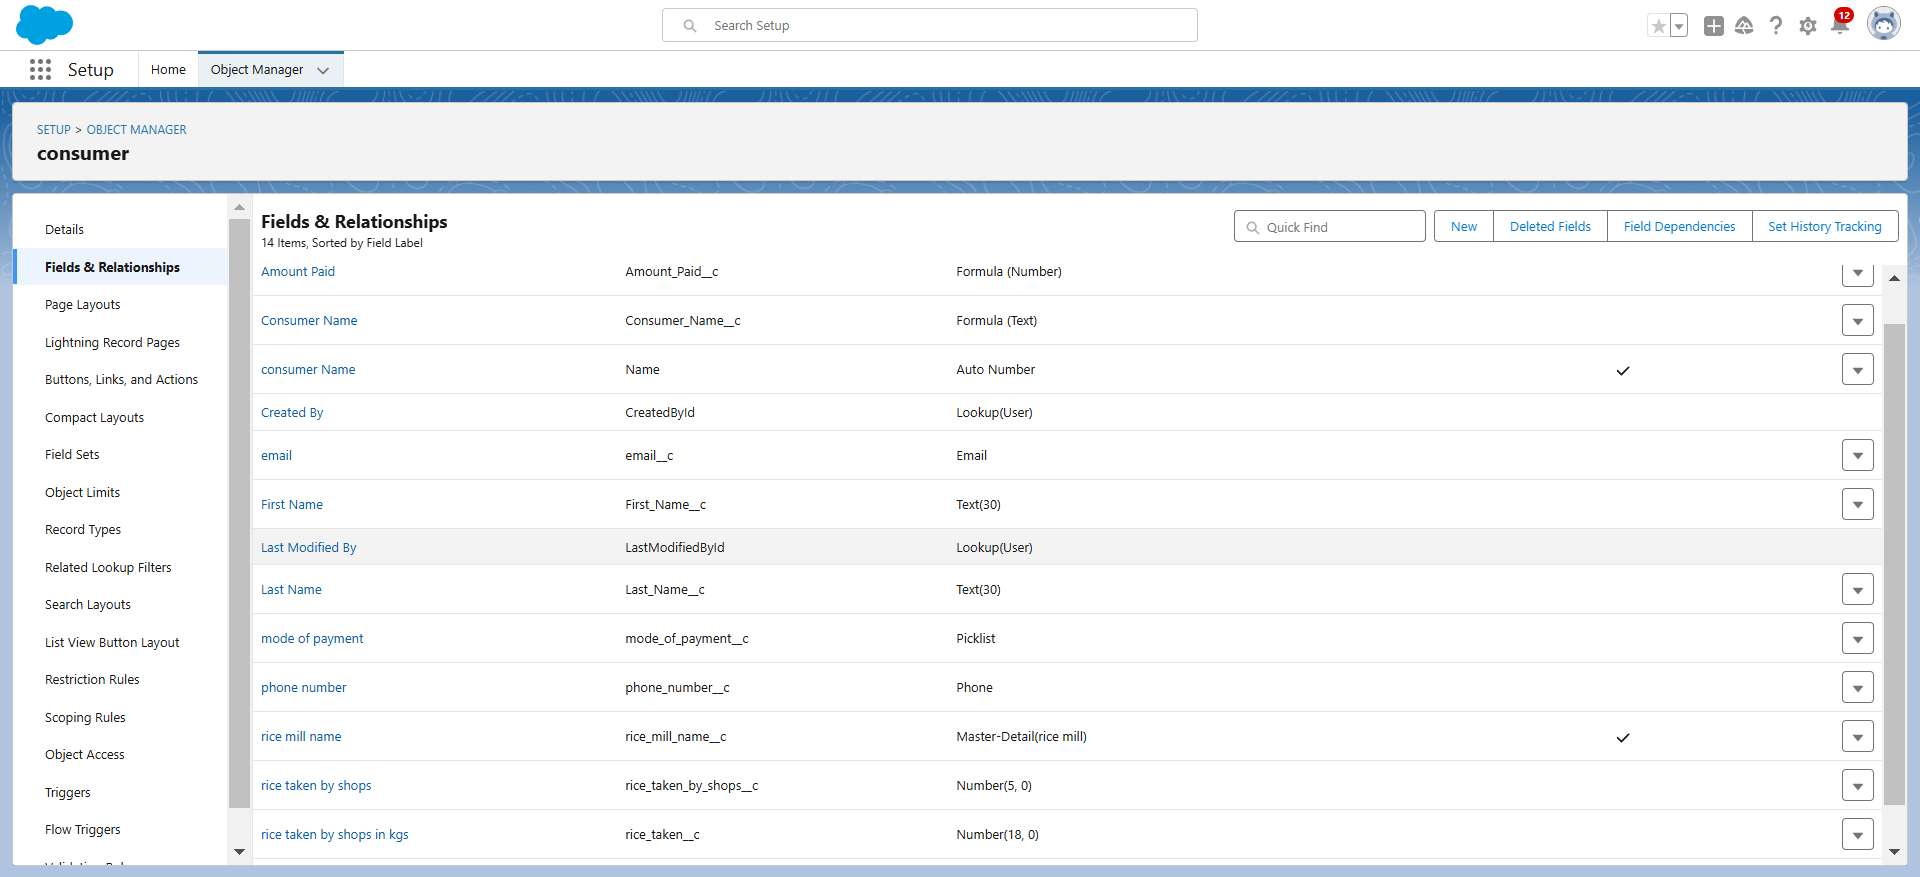 Search Setup
12
Setup
Home
Object Manager
SETUP > OBJECT MANAGER
consumer
Details
Fields & Relationships
Page Layouts
Lightning Record Pages
Buttons, Links, and Actions
Compact Layouts
Field Sets
Object Limits
Record Types
Related Lookup Filters
Search Layouts
List View Button Layout
Restriction Rules
Scoping Rules
Object Access
Triggers
Flow Triggers
Fields & Relationships
14 Items, Sorted by Field Label
Quick Find
New
Deleted Fields
Field Dependencies
Set History Tracking
Amount Paid Amount_Paid__c Formula (Number)
Consumer Name Consumer_Name__c Formula (Text)
consumer Name Name Auto Number
Created By CreatedById Lookup(User)
email email__c Email
First Name First_Name__c Text(30)
Last Modified By LastModifiedById Lookup(User)
Last Name Last_Name__c Text(30)
mode of payment mode_of_payment__c Picklist
phone number phone_number__c Phone
rice mill name rice_mill_name__c Master-Detail(rice mill)
rice taken by shops rice_taken_by_shops__c Number(5, 0)
rice taken by shops in kgs rice_taken__c Number(18, 0)